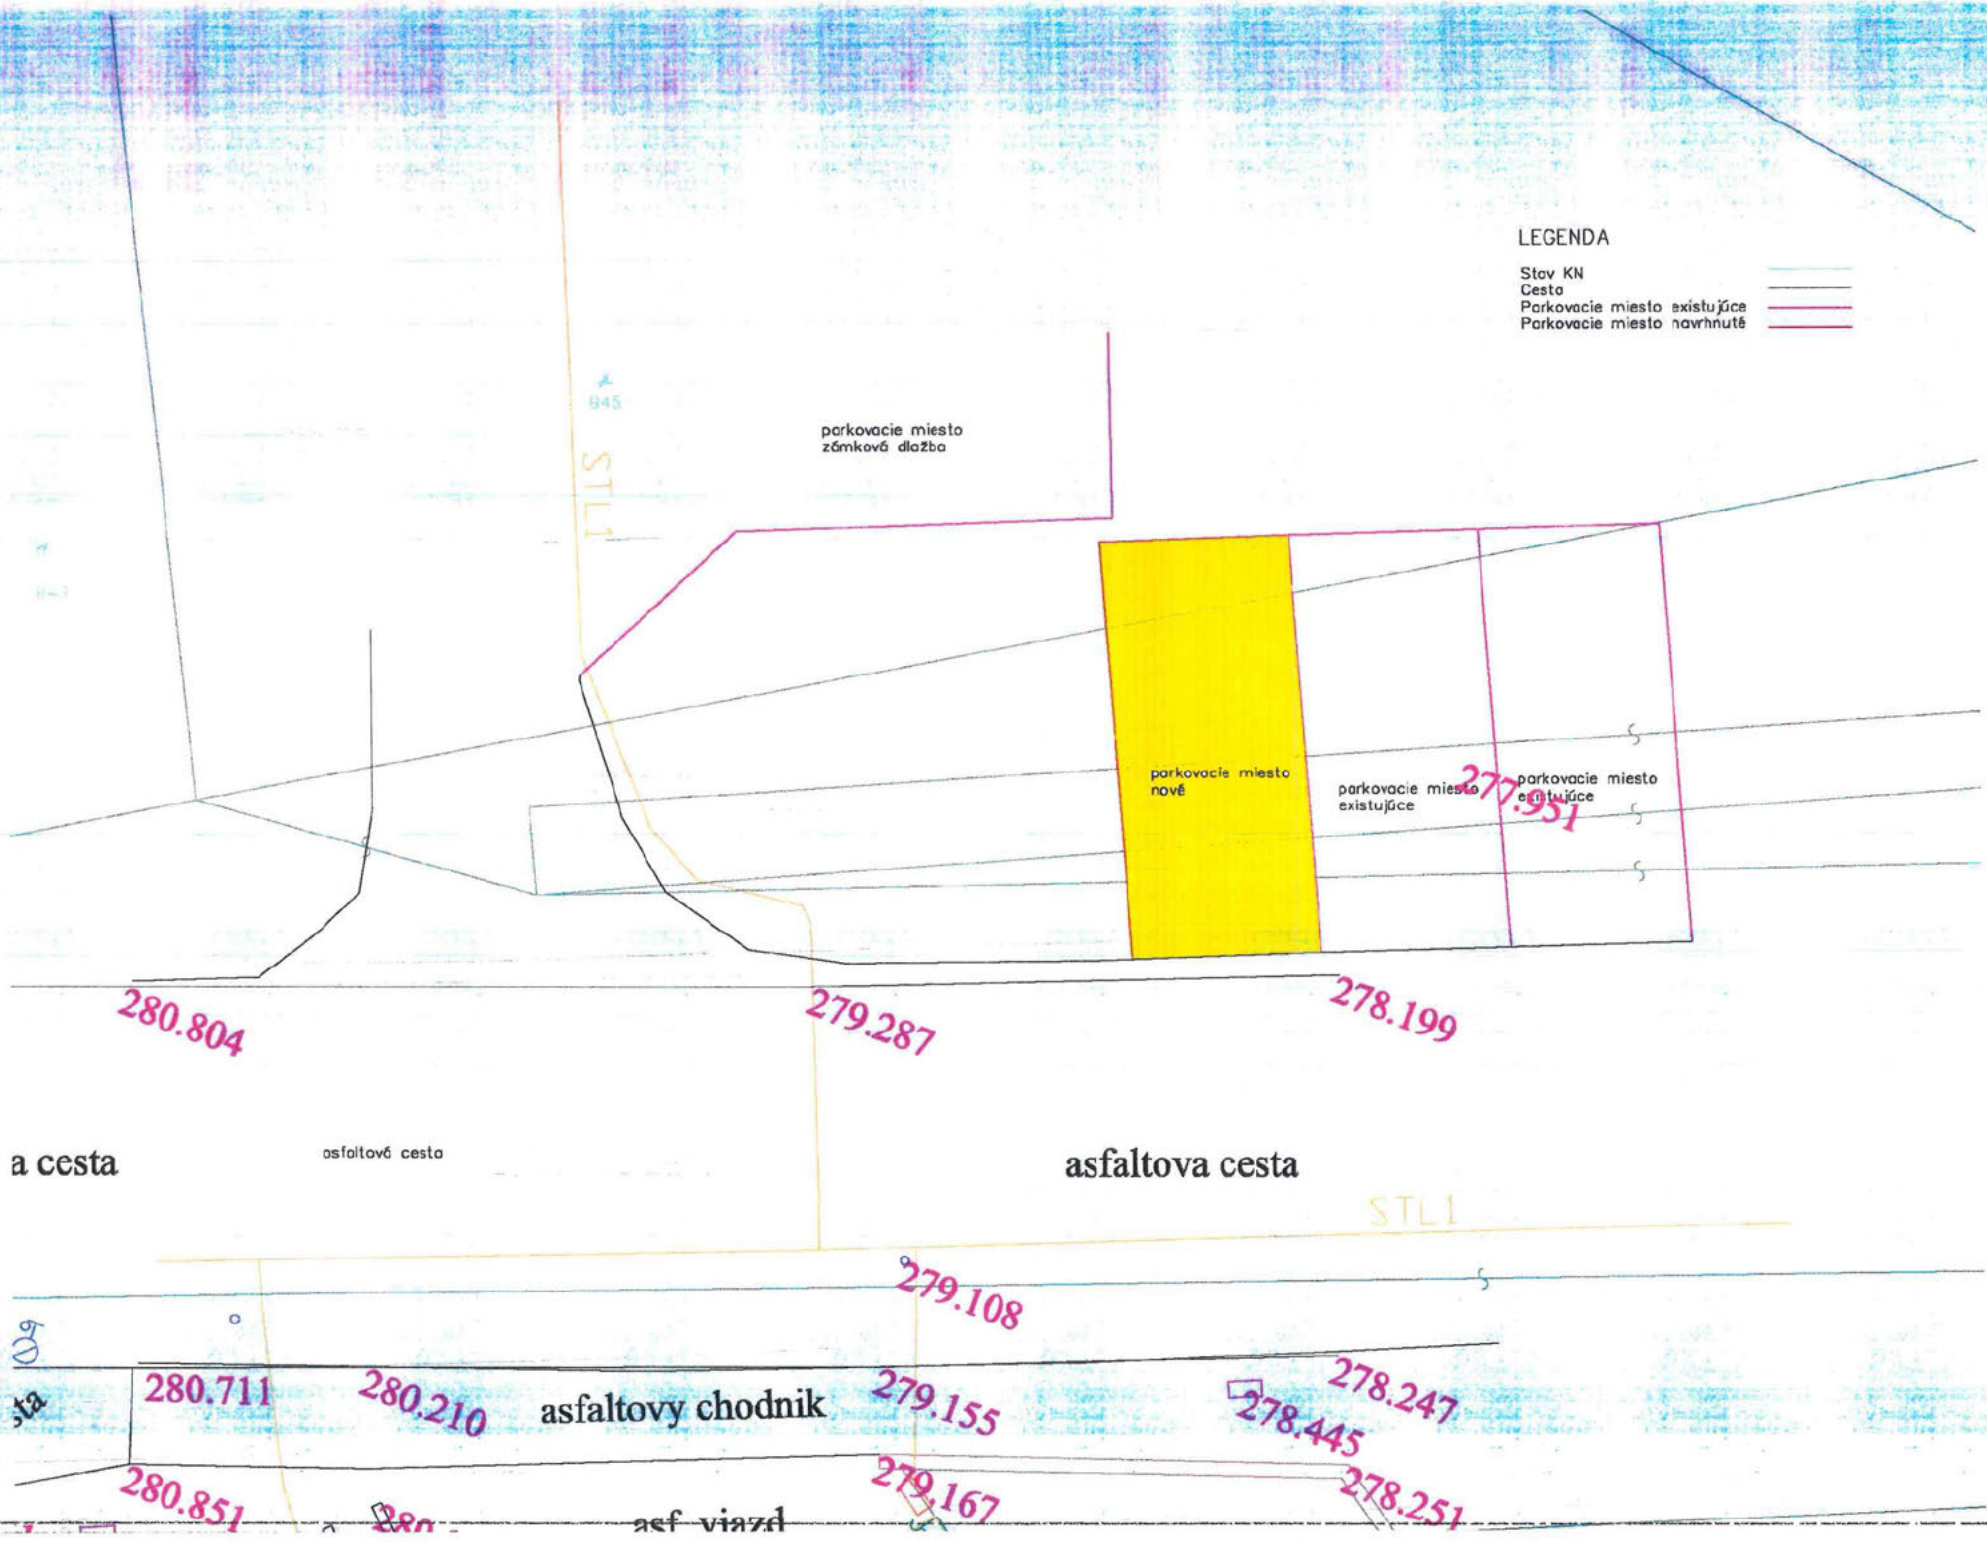 LEGENDA
Stav KN
Cesta
Parkovacie miesto existujúce
Parkovacie miesto navrhnuté
845
STL1
parkovacie miesto
zámková dlažba
parkovacie miesto
nové
parkovacie miesto
existujúce
277.951
parkovacie miesto
existujúce
280.804
279.287
278.199
a cesta
asfaltová cesta
asfaltova cesta
STL1
279.108
280.711
280.210
asfaltovy chodnik
279.155
278.445
278.247
sta
280.851
280
asf vjazd
279.167
278.251